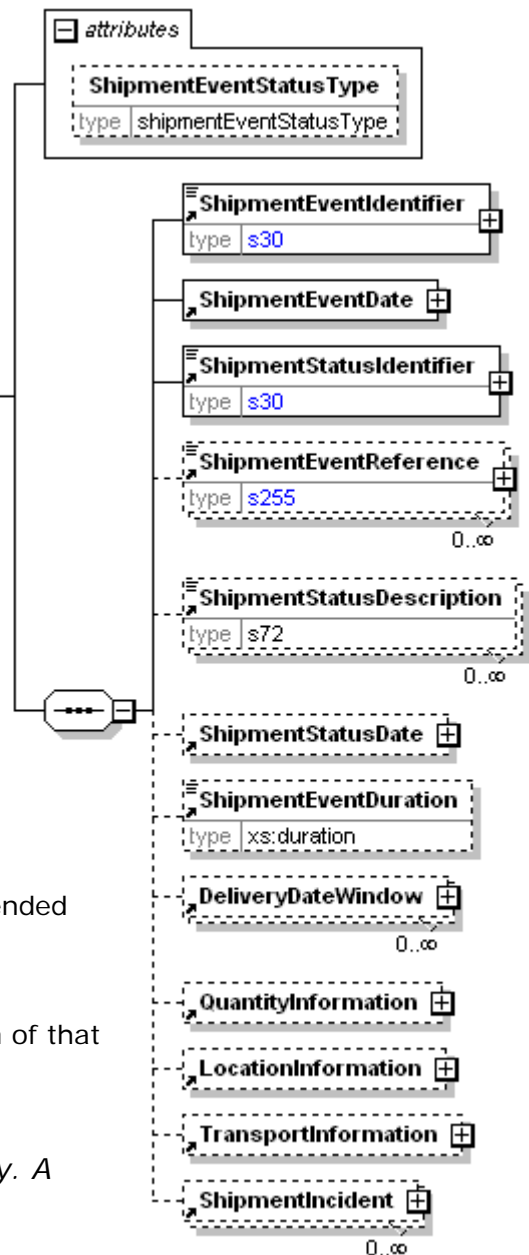 attributes
ShipmentEventStatusType
type shipmentEventStatusType
ShipmentEventIdentifier
type s30
ShipmentEventDate
ShipmentStatusIdentifier
type s30
ShipmentEventReference
type s255
0..∞
ShipmentStatusDescription
type s72
0..∞
ShipmentStatusDate
ShipmentEventDuration
type xs:duration
ended
DeliveryDateWindow
0..∞
QuantityInformation
of that
LocationInformation
TransportInformation
y. A
ShipmentIncident
0..∞